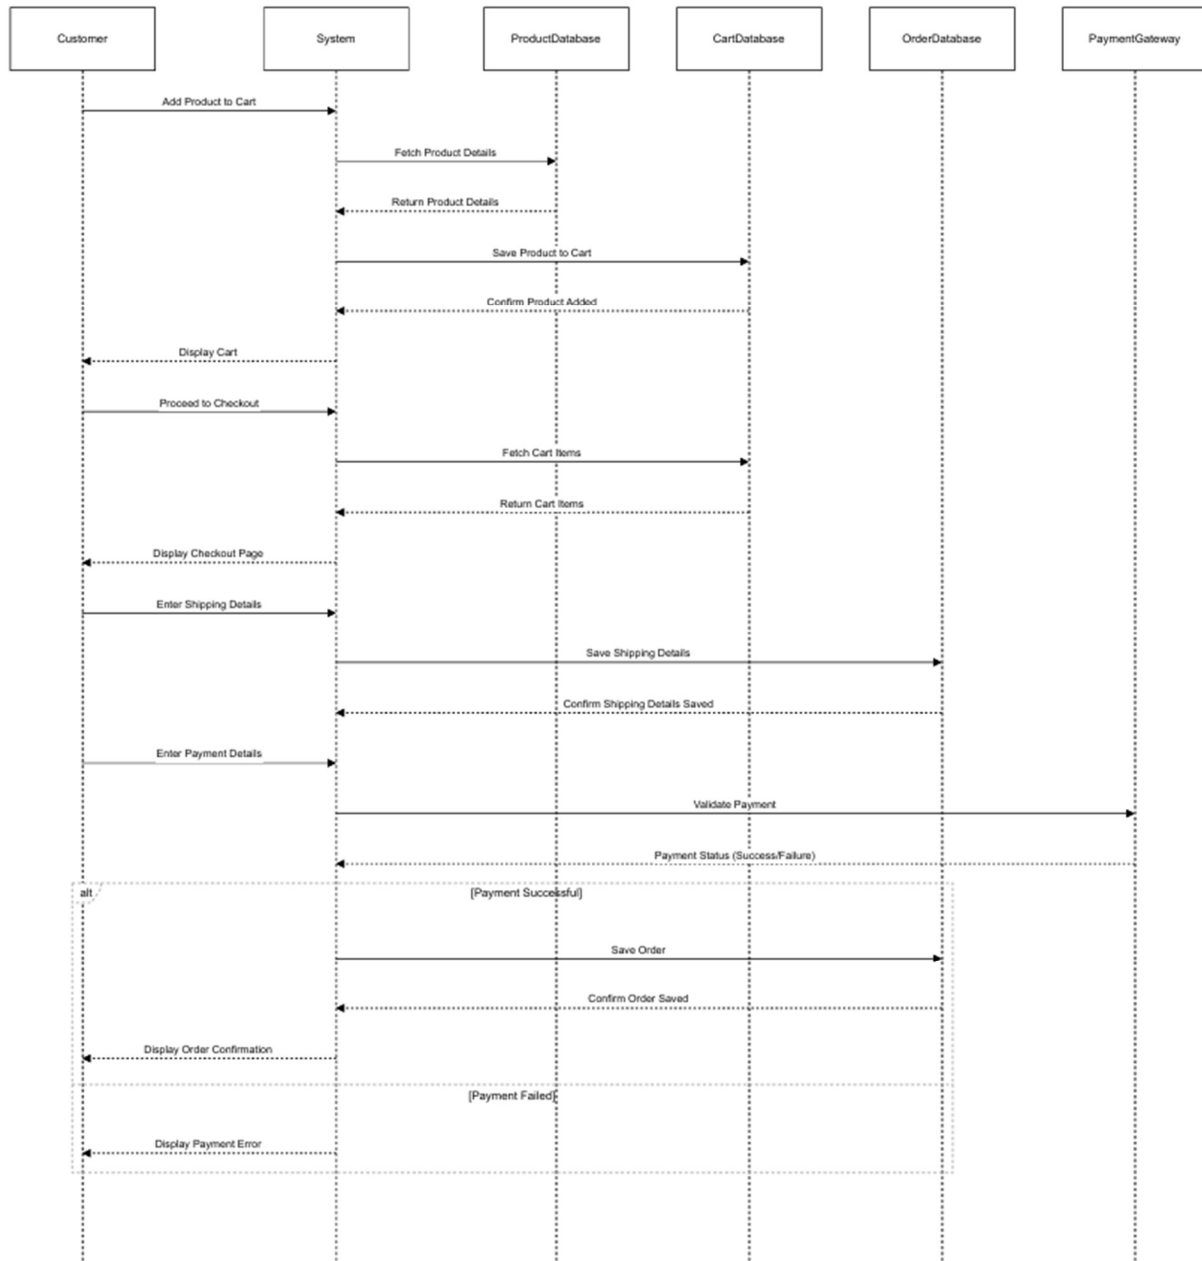 Customer
System
ProductDatabase
CartDatabase
OrderDatabase
PaymentGateway
Add Product to Cart
Fetch Product Details
Return Product Details
Save Product to Cart
Confirm Product Added
Display Cart
Proceed to Checkout
Fetch Cart Items
Return Cart Items
Display Checkout Page
Enter Shipping Details
Save Shipping Details
Confirm Shipping Details Saved
Enter Payment Details
Validate Payment
Payment Status (Success/Failure)
alt
[Payment Successful]
Save Order
Confirm Order Saved
Display Order Confirmation
[Payment Failed]
Display Payment Error